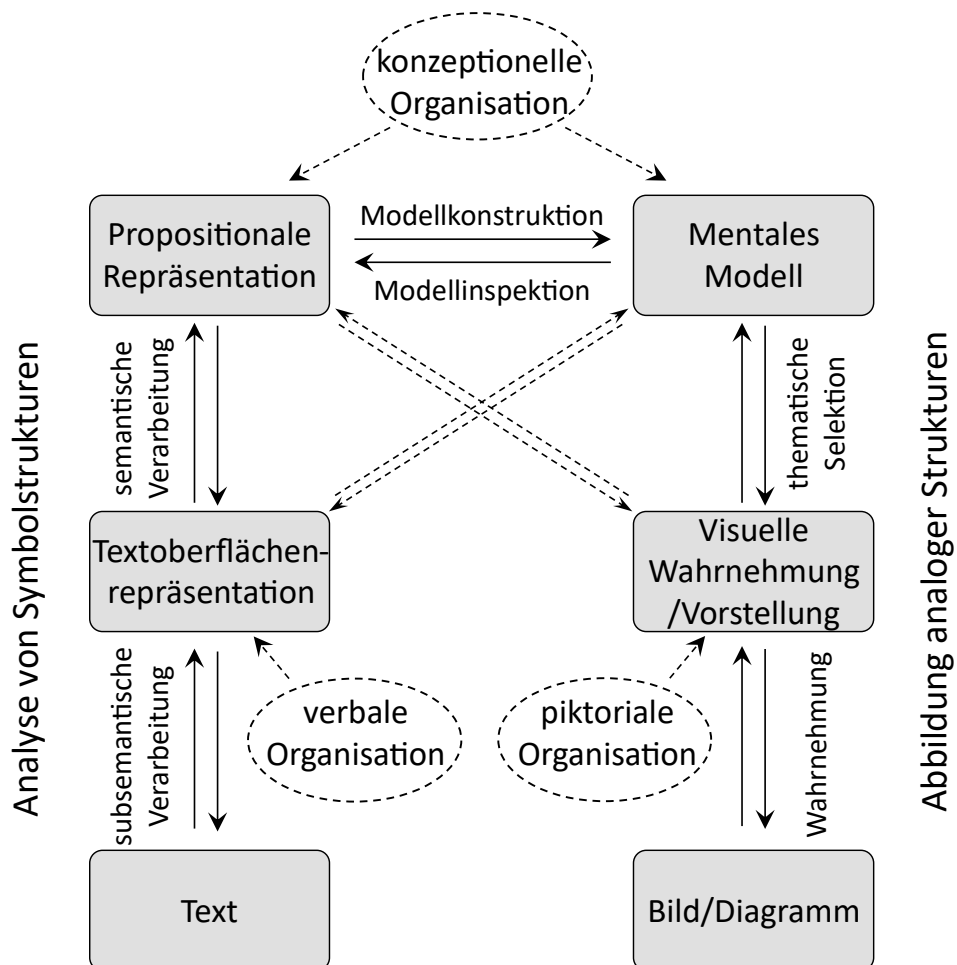 konzeptionelle
Organisation
Propositionale
Repräsentation
Modellkonstruktion
Modellinspektion
Mentales
Modell
Analyse von Symbolstrukturen
semantische
Verarbeitung
thematische
Selektion
Abbildung analoger Strukturen
Textoberflächen-
repräsentation
Visuelle
Wahrnehmung
/Vorstellung
subsemantische
Verarbeitung
verbale
Organisation
piktoriale
Organisation
Wahrnehmung
Text
Bild/Diagramm